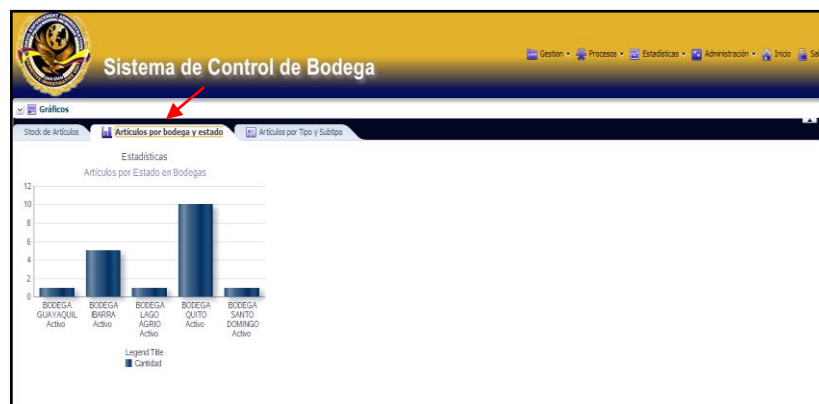 Sistema de Control de Bodega
Gestion
Procesos
Estadísticas
Administración
Inicio
Gráficos
Stock de Artículos
Artículos por bodega y estado
Artículos por Tipo y Subtipo
Estadísticas
Artículos por Estado en Bodegas
12
10
8
6
4
2
0
BODEGA GUAYAQUIL Activo
BODEGA IBARRA Activo
BODEGA LAGO AGRIO Activo
BODEGA QUITO Activo
BODEGA SANTO DOMINGO Activo
Legend Title
Cantidad